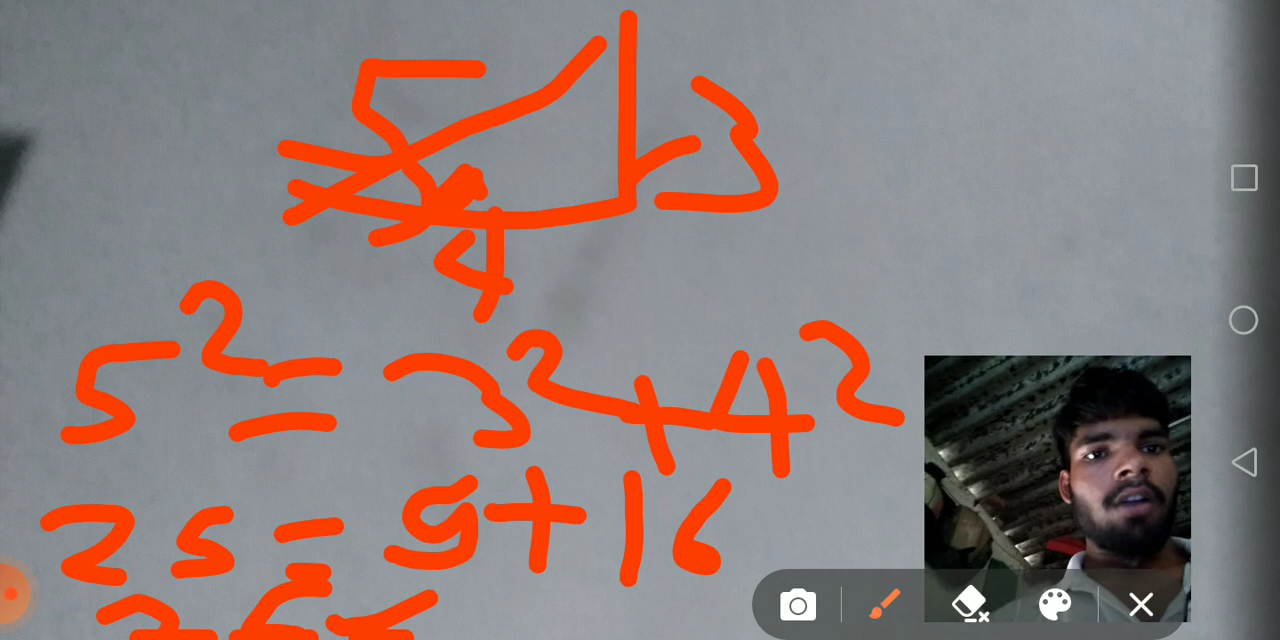 5
3
4
5² = 3² + 4²
25 = 9 + 16